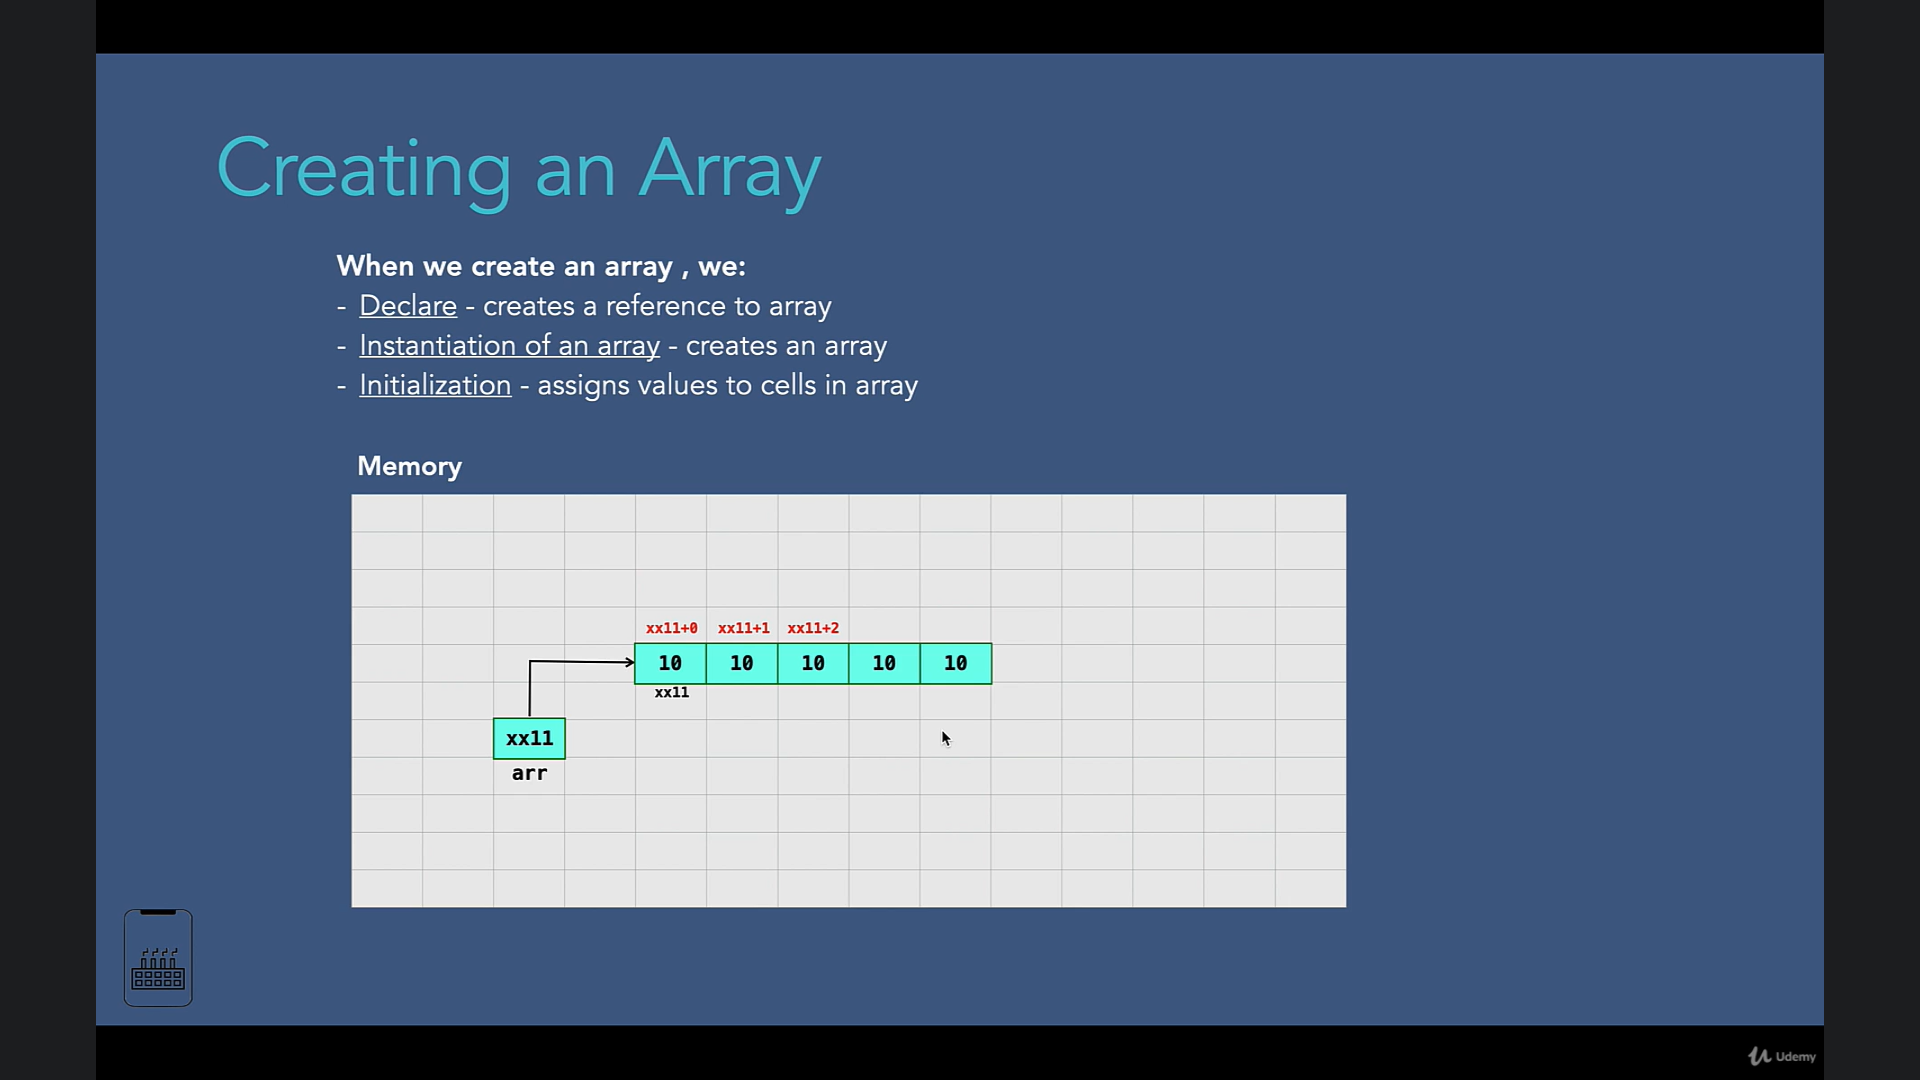 Creating an Array
When we create an array , we:
- Declare - creates a reference to array
- Instantiation of an array - creates an array
- Initialization - assigns values to cells in array
Memory
xx11+0 xx11+1 xx11+2
10 10 10 10 10
xx11
xx11
arr
Udemy